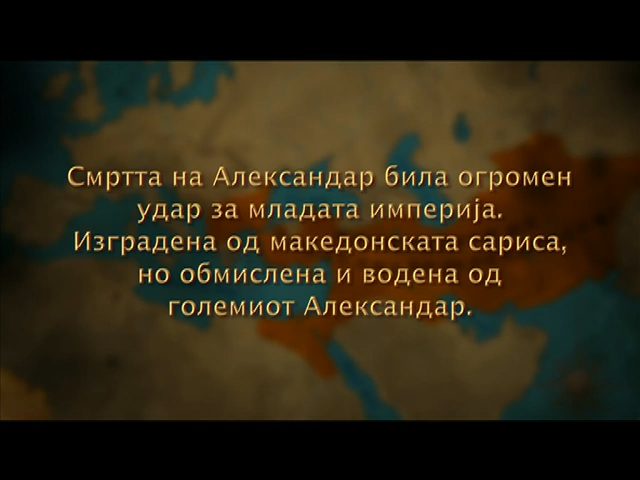 Смртта на Александар била огромен
удар за младата империја.
Изградена од македонската сариса,
но обмислена и водена од
големиот Александар.